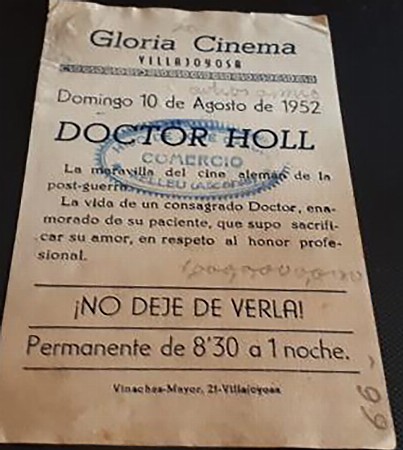 Gloria Cinema
VILLAJOYOSA
Domingo 10 de Agosto de 1952
DOCTOR HOLL
COMERCIO
La maravilla del cine alemán de la
post-guerra.
La vida de un consagrado Doctor, ena-
morado de su paciente, que supo sacrifi-
car su amor, en respeto al honor profe-
sional.
¡NO DEJE DE VERLA!
Permanente de 8'30 a 1 noche.
Vinaches-Mayor, 21-Villajoyosa
99